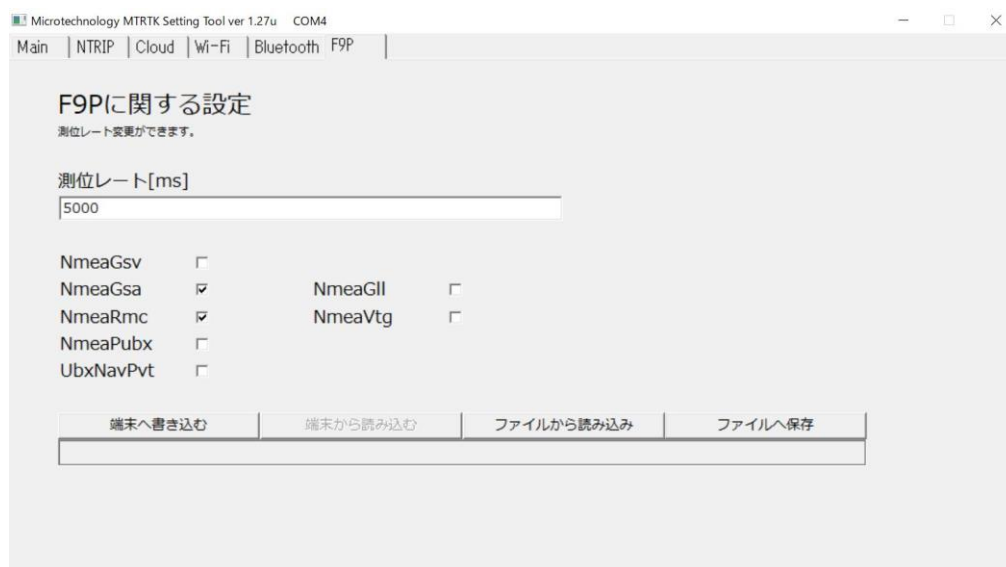 Microtechnology MTRTK Setting Tool ver 1.27u COM4
Main NTRIP Cloud Wi-Fi Bluetooth F9P
F9Pに関する設定
測位レート変更ができます。
測位レート[ms]
5000
NmeaGsv
NmeaGsa NmeaGll
NmeaRmc NmeaVtg
NmeaPubx
UbxNavPvt
端末へ書き込む 端末から読み込む ファイルから読み込み ファイルへ保存